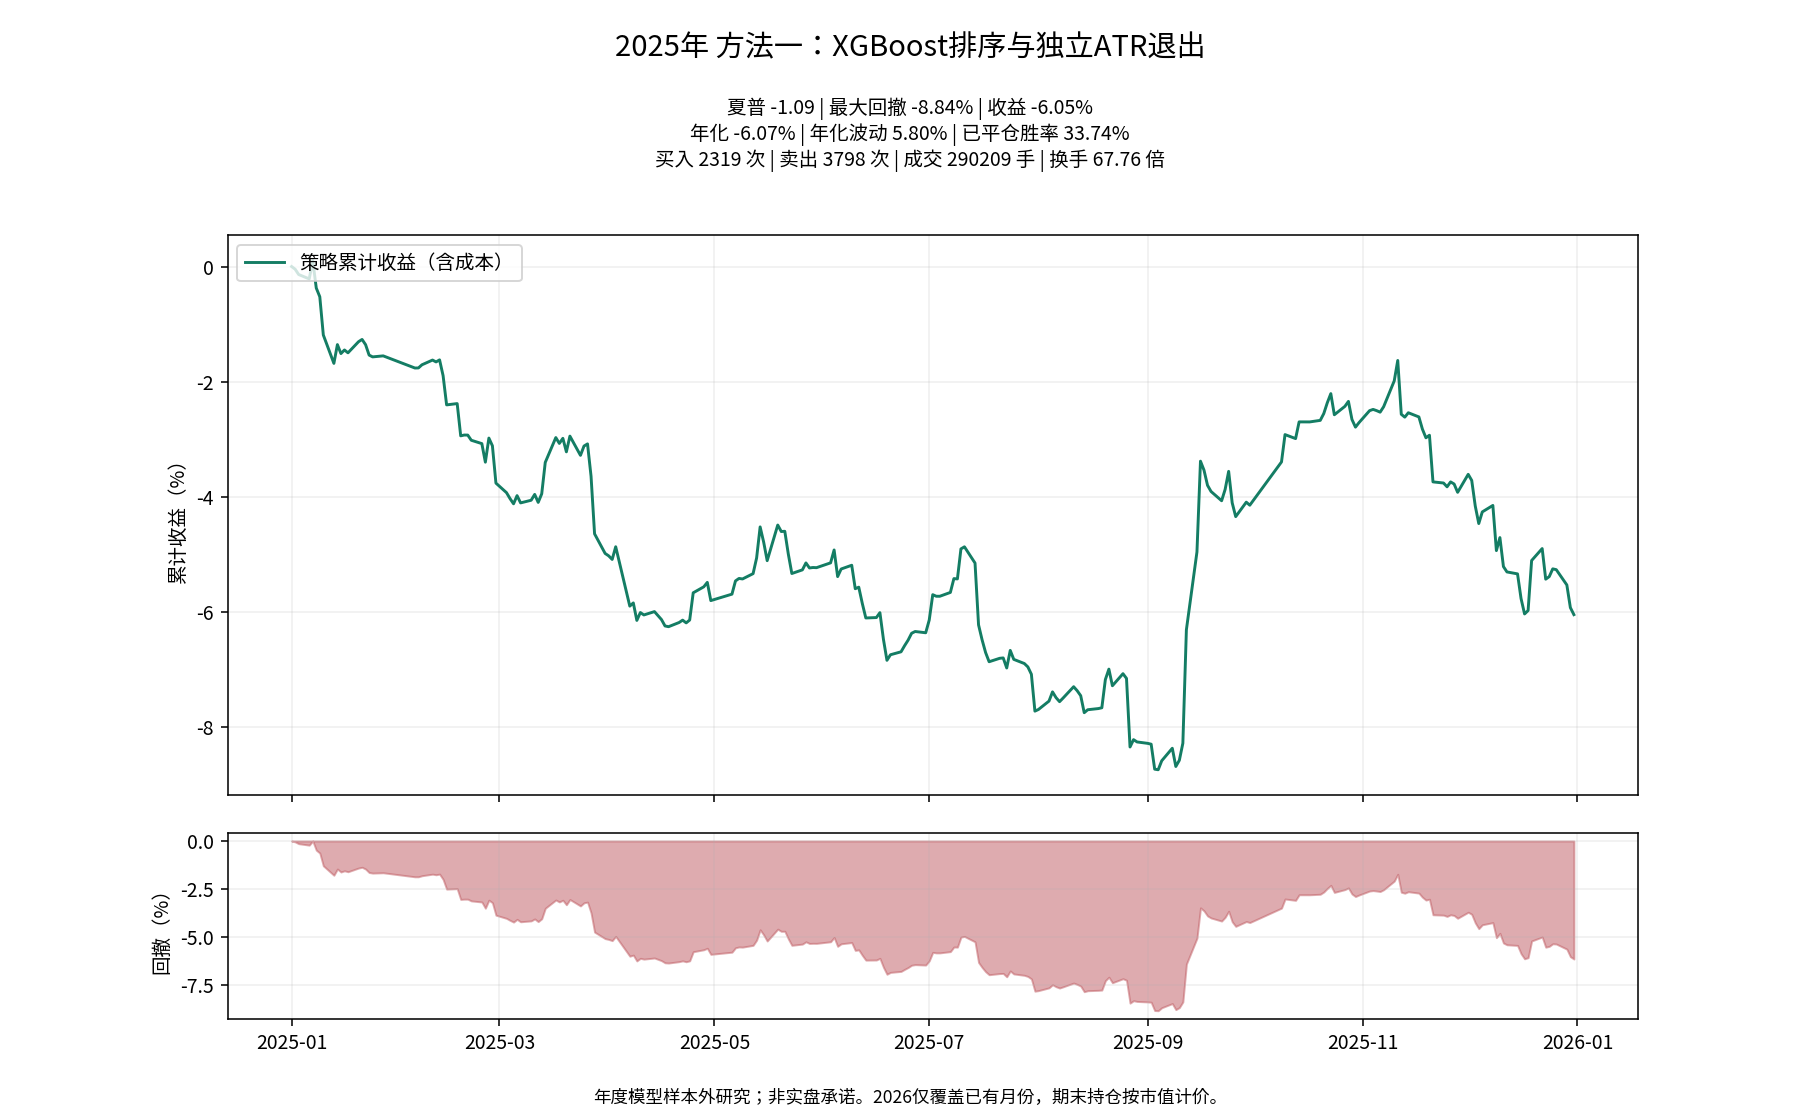 2025年 方法一：XGBoost排序与独立ATR退出
夏普 -1.09 | 最大回撤 -8.84% | 收益 -6.05%
年化 -6.07% | 年化波动 5.80% | 已平仓胜率 33.74%
买入 2319 次 | 卖出 3798 次 | 成交 290209 手 | 换手 67.76 倍
策略累计收益（含成本）
累计收益（%）
0
-2
-4
-6
-8
回撤（%）
0.0
-2.5
-5.0
-7.5
2025-01
2025-03
2025-05
2025-07
2025-09
2025-11
2026-01
年度模型样本外研究；非实盘承诺。2026仅覆盖已有月份，期末持仓按市值计价。